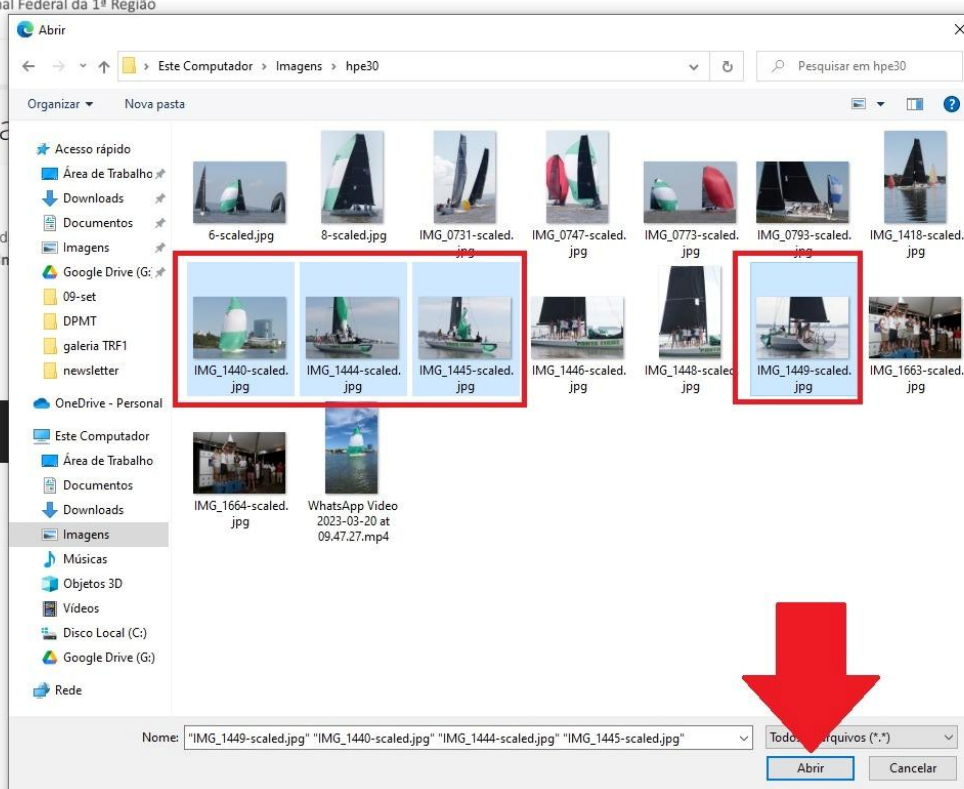 nal Federal da 1ª Região
Abrir
Este Computador > Imagens > hpe30
Pesquisar em hpe30
Organizar
Nova pasta
Acesso rápido
Área de Trabalho
Downloads
Documentos
Imagens
Google Drive (G:
09-set
DPMT
galeria TRF1
newsletter
OneDrive - Personal
Este Computador
Área de Trabalho
Documentos
Downloads
Imagens
Músicas
Objetos 3D
Vídeos
Disco Local (C:)
Google Drive (G:)
Rede
6-scaled.jpg
8-scaled.jpg
IMG_0731-scaled.
jpg
IMG_0747-scaled.
jpg
IMG_0773-scaled.
jpg
IMG_0793-scaled.
jpg
IMG_1418-scaled.
jpg
IMG_1440-scaled.
jpg
IMG_1444-scaled.
jpg
IMG_1445-scaled.
jpg
IMG_1446-scaled.
jpg
IMG_1448-scaled
jpg
IMG_1449-scaled.
jpg
IMG_1663-scaled.
jpg
IMG_1664-scaled.
jpg
WhatsApp Video
2023-03-20 at
09.47.27.mp4
Nome: "IMG_1449-scaled.jpg" "IMG_1440-scaled.jpg" "IMG_1444-scaled.jpg" "IMG_1445-scaled.jpg"
(*.*)
Abrir
Cancelar